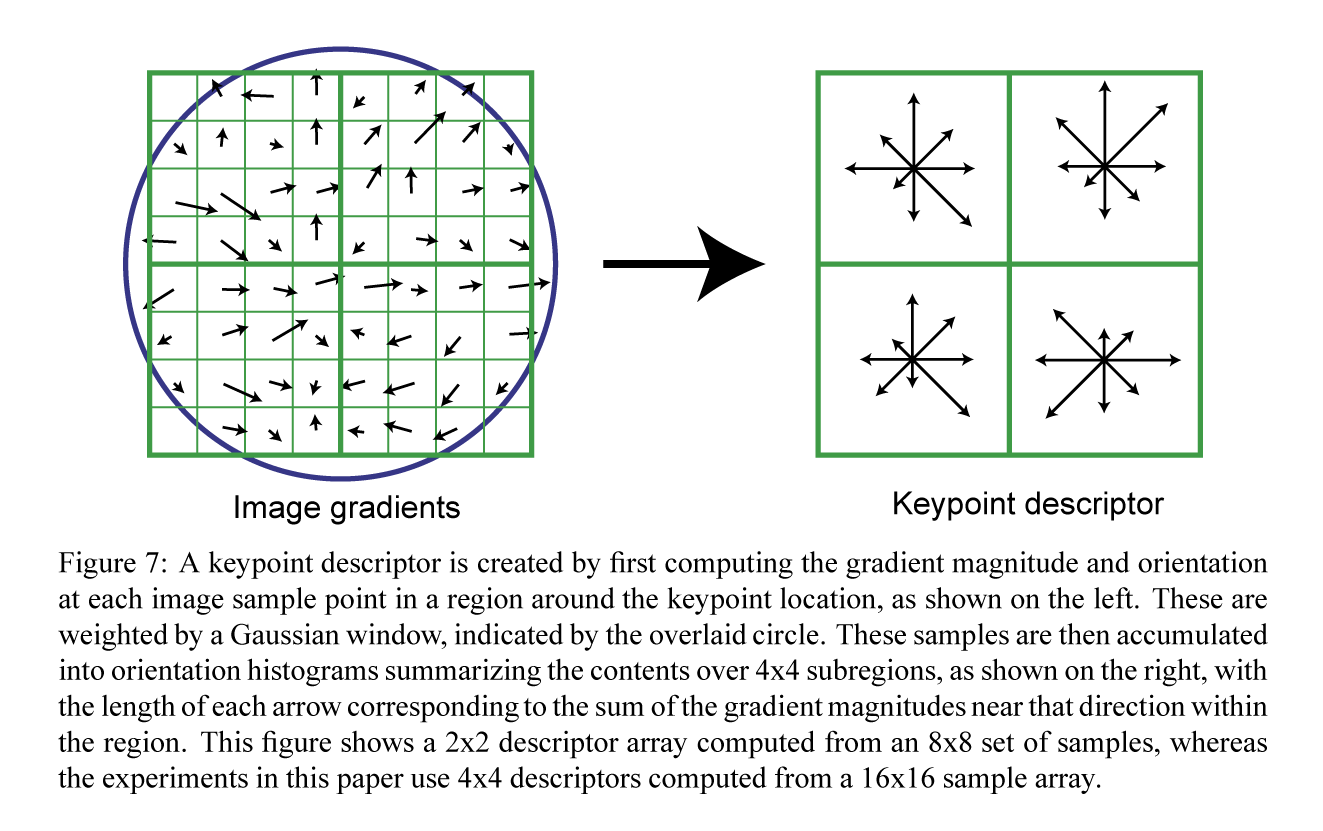 Image gradients
Keypoint descriptor
Figure 7: A keypoint descriptor is created by first computing the gradient magnitude and orientation
at each image sample point in a region around the keypoint location, as shown on the left. These are
weighted by a Gaussian window, indicated by the overlaid circle. These samples are then accumulated
into orientation histograms summarizing the contents over 4x4 subregions, as shown on the right, with
the length of each arrow corresponding to the sum of the gradient magnitudes near that direction within
the region. This figure shows a 2x2 descriptor array computed from an 8x8 set of samples, whereas
the experiments in this paper use 4x4 descriptors computed from a 16x16 sample array.